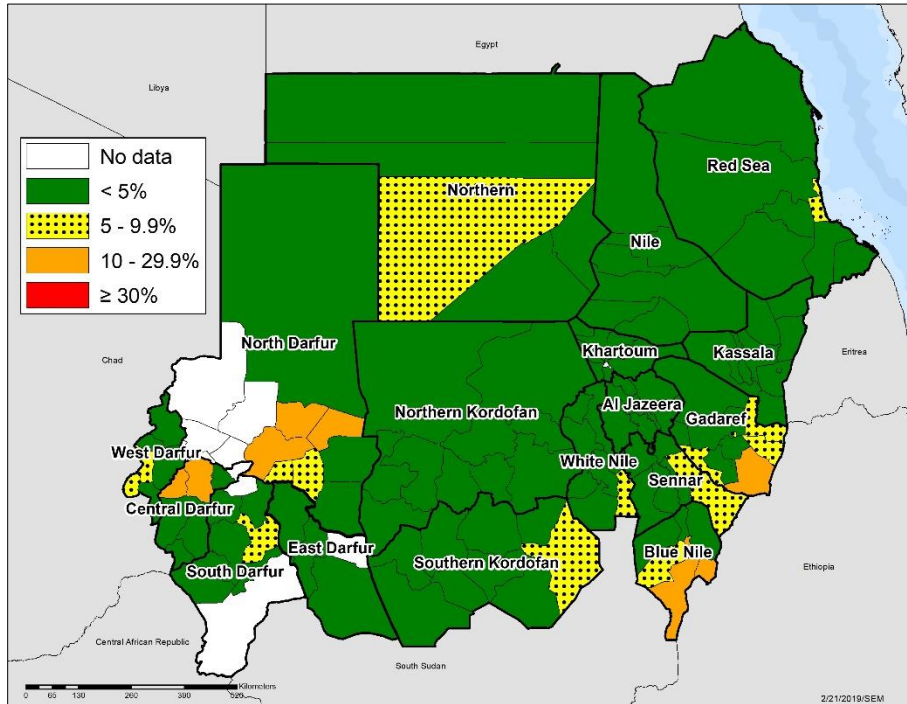 Egypt
Libya
No data
< 5%
5 - 9.9%
10 - 29.9%
≥ 30%
Red Sea
Northern
Nile
North Darfur
Chad
Khartoum
Kassala
Eritrea
Northern Kordofan
Al Jazeera
Gadaref
West Darfur
White Nile
Sennar
Central Darfur
East Darfur
Blue Nile
Southern Kordofan
South Darfur
Ethiopia
Central African Republic
South Sudan
Kilometers
0 65 130 260 390 520
2/21/2019/SEM